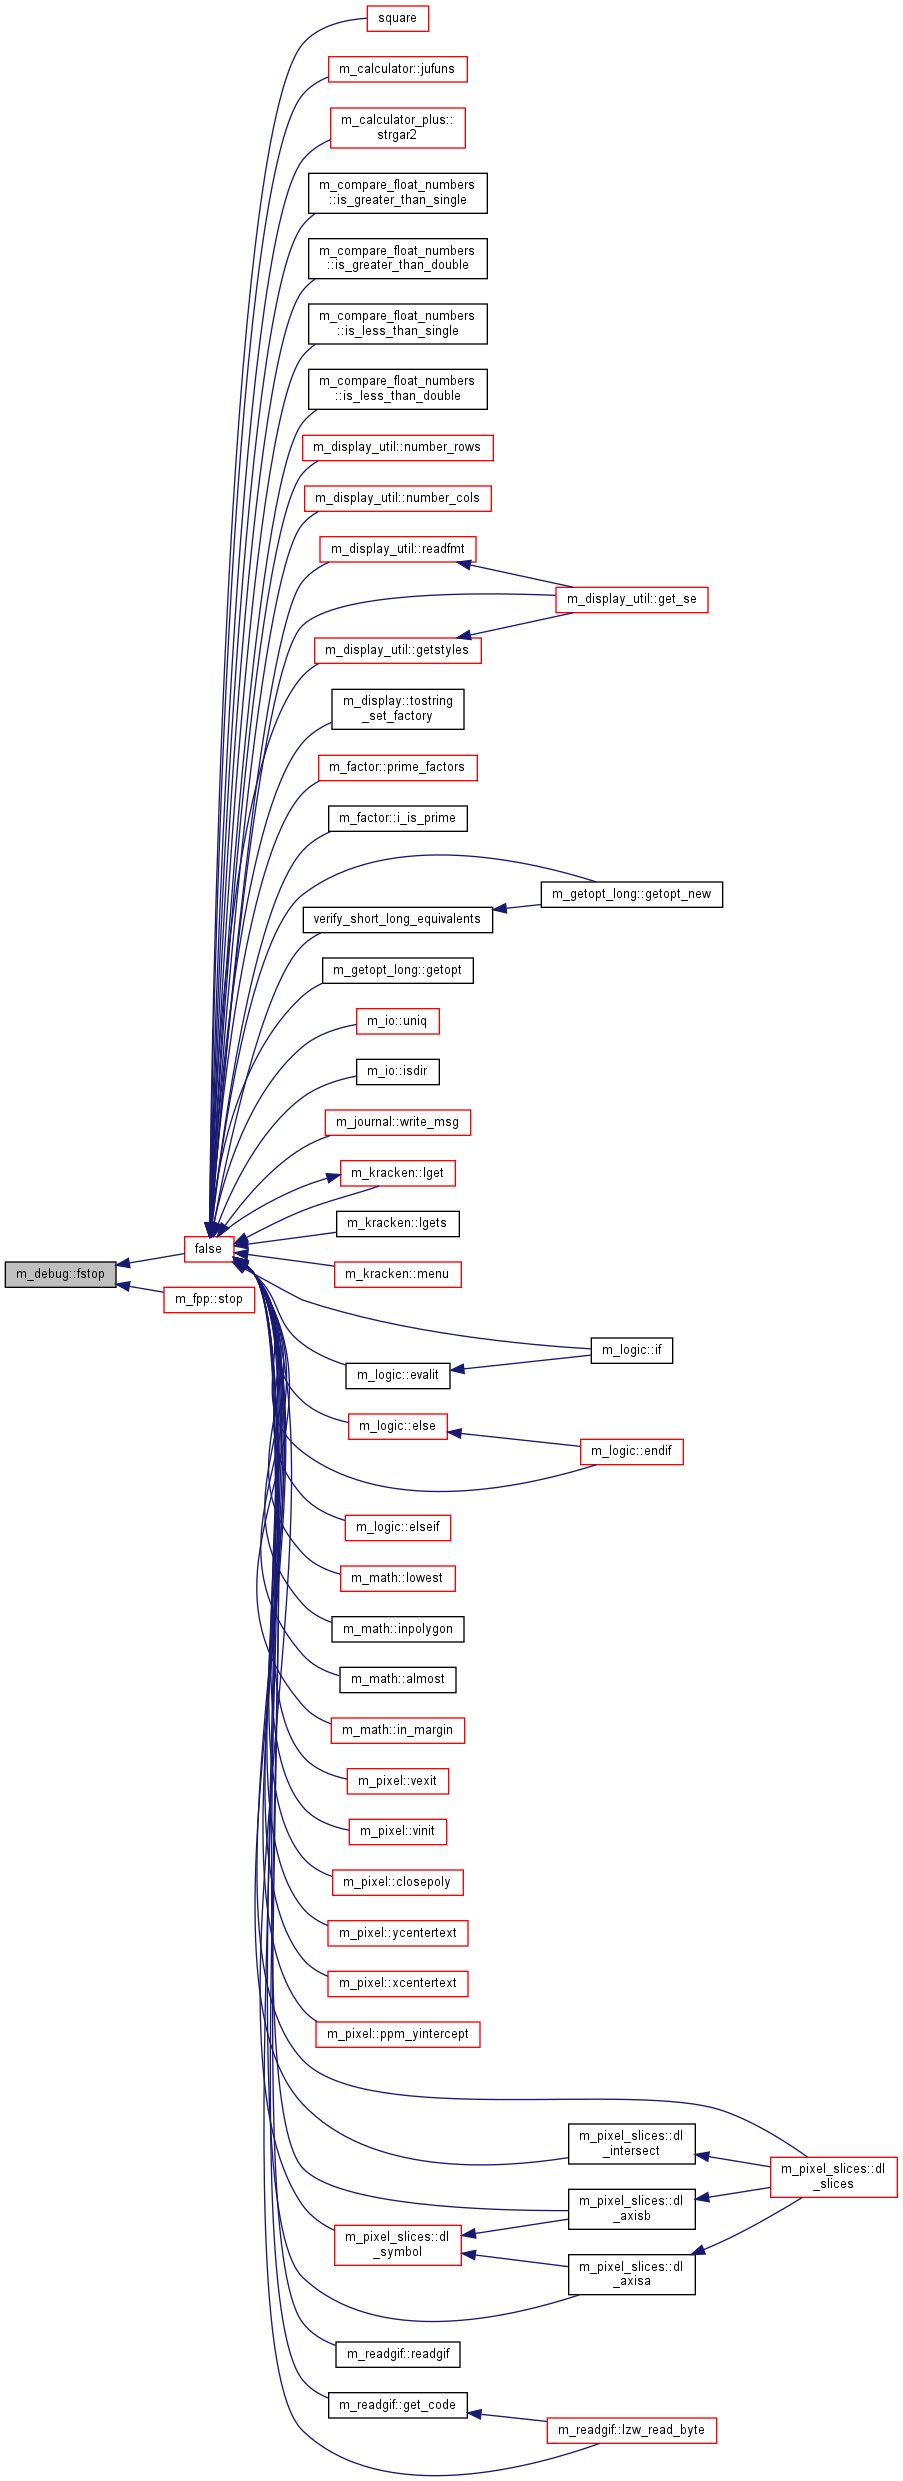 square
m_calculator::jufuns
m_calculator_plus::
strgar2
m_compare_float_numbers
::is_greater_than_single
m_compare_float_numbers
::is_greater_than_double
m_compare_float_numbers
::is_less_than_single
m_compare_float_numbers
::is_less_than_double
m_display_util::number_rows
m_display_util::number_cols
m_display_util::readfmt
m_display_util::get_se
m_display_util::getstyles
m_display::tostring
_set_factory
m_factor::prime_factors
m_factor::i_is_prime
m_getopt_long::getopt_new
verify_short_long_equivalents
m_getopt_long::getopt
m_io::uniq
m_io::isdir
m_journal::write_msg
m_kracken::lget
m_kracken::lgets
false
m_debug::fstop
m_kracken::menu
m_fpp::stop
m_logic::if
m_logic::evalit
m_logic::else
m_logic::endif
m_logic::elseif
m_math::lowest
m_math::inpolygon
m_math::almost
m_math::in_margin
m_pixel::vexit
m_pixel::vinit
m_pixel::closepoly
m_pixel::ycentertext
m_pixel::xcentertext
m_pixel::ppm_yintercept
m_pixel_slices::dl
_intersect
m_pixel_slices::dl
_slices
m_pixel_slices::dl
_axisb
m_pixel_slices::dl
_symbol
m_pixel_slices::dl
_axisa
m_readgif::readgif
m_readgif::get_code
m_readgif::lzw_read_byte